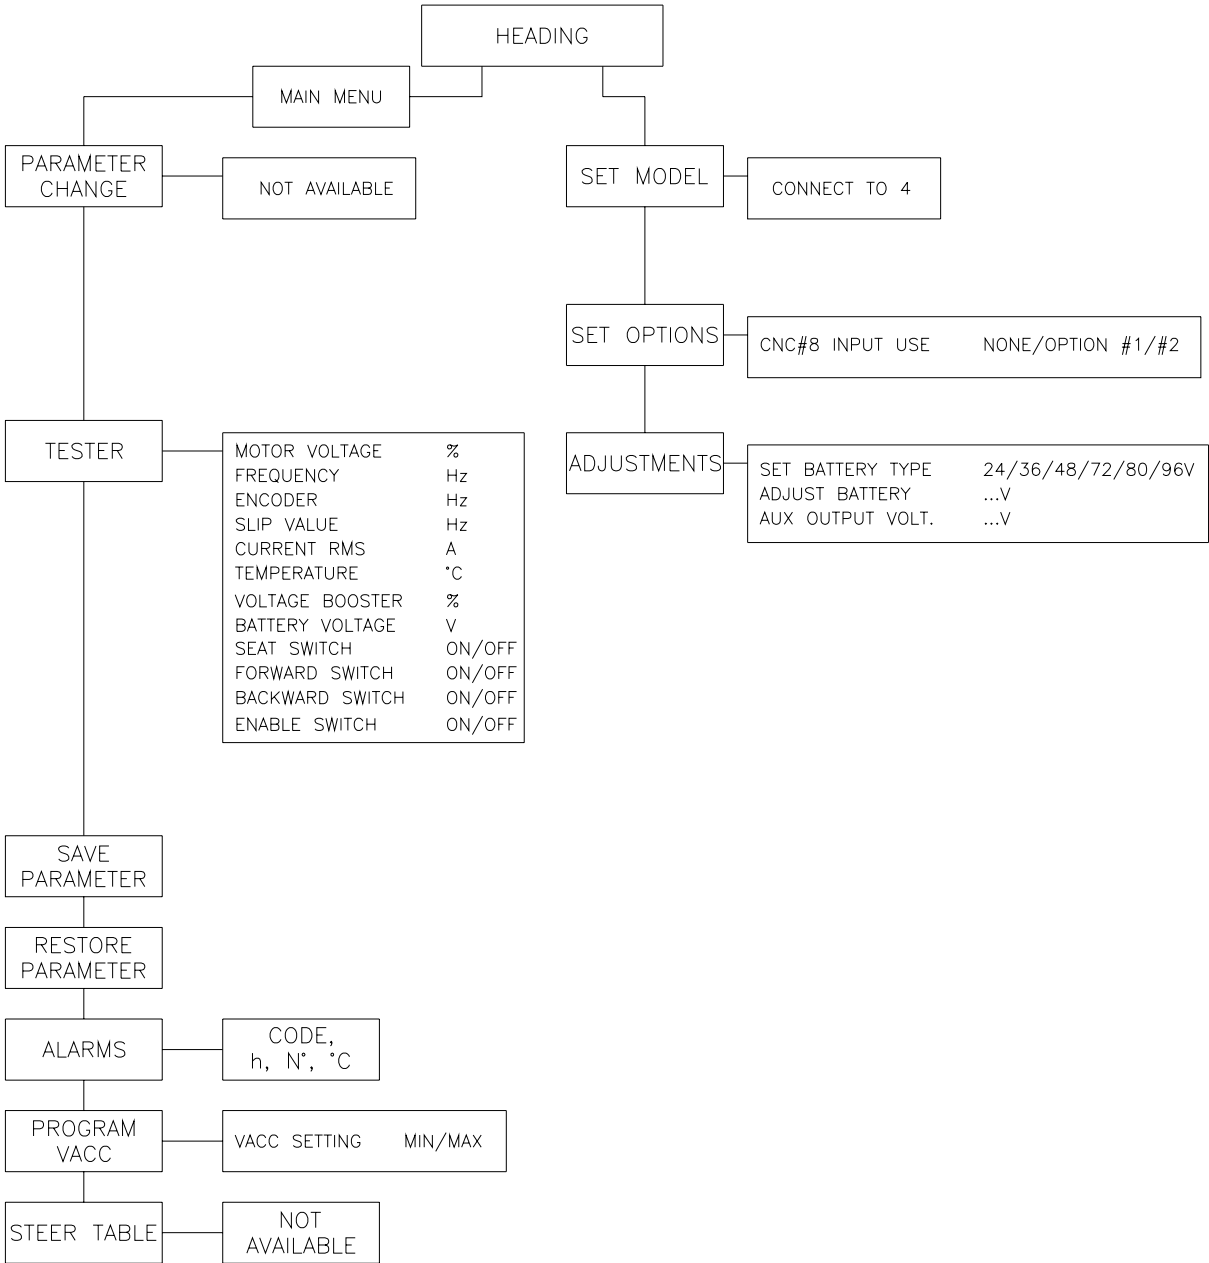 HEADING
MAIN MENU
PARAMETER
CHANGE
NOT AVAILABLE
SET MODEL
CONNECT TO 4
SET OPTIONS
CNC#8 INPUT USE NONE/OPTION #1/#2
ADJUSTMENTS
SET BATTERY TYPE 24/36/48/72/80/96V
ADJUST BATTERY ...V
AUX OUTPUT VOLT. ...V
TESTER
MOTOR VOLTAGE %
FREQUENCY Hz
ENCODER Hz
SLIP VALUE Hz
CURRENT RMS A
TEMPERATURE °C
VOLTAGE BOOSTER %
BATTERY VOLTAGE V
SEAT SWITCH ON/OFF
FORWARD SWITCH ON/OFF
BACKWARD SWITCH ON/OFF
ENABLE SWITCH ON/OFF
SAVE
PARAMETER
RESTORE
PARAMETER
ALARMS
CODE,
h, N°, °C
PROGRAM
VACC
VACC SETTING MIN/MAX
STEER TABLE
NOT
AVAILABLE